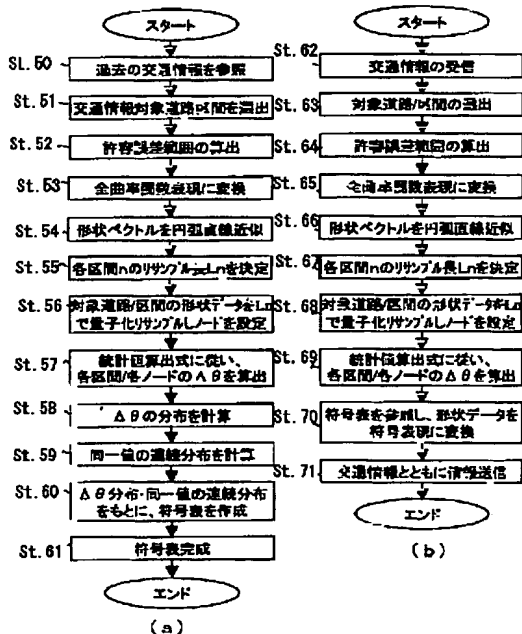 スタート
SL.50
過去の交通情報を参照
St.51
交通情報対象道路区間を選出
St.52
許容誤差範囲の算出
St.53
全曲率関数表現に変換
St.54
形状ベクトルを円弧直線近似
St.55
各区間nのリサンプル長Lnを決定
St.56
対象道路/区間の形状データをLn
で量子化リサンプルしノードを設定
St.57
統計値算出式に従い、
各区間/各ノードのΔθを算出
St.58
Δθの分布を計算
St.59
同一値の連続分布を計算
St.60
Δθ分布・同一値の連続分布
をもとに、符号表を作成
St.61
符号表完成
エンド
(a)
スタート
St.62
交通情報の受信
St.63
対象道路/区間の選出
St.64
許容誤差範囲の算出
St.65
全曲率関数表現に変換
St.66
形状ベクトルを円弧直線近似
St.67
各区間nのリサンプル長Lnを決定
St.68
対象道路/区間の形状データをLn
で量子化リサンプルしノードを設定
St.69
統計値算出式に従い、
各区間/各ノードのΔθを算出
St.70
符号表を参照し、形状データを
符号表現に変換
St.71
交通情報とともに情報送信
エンド
(b)